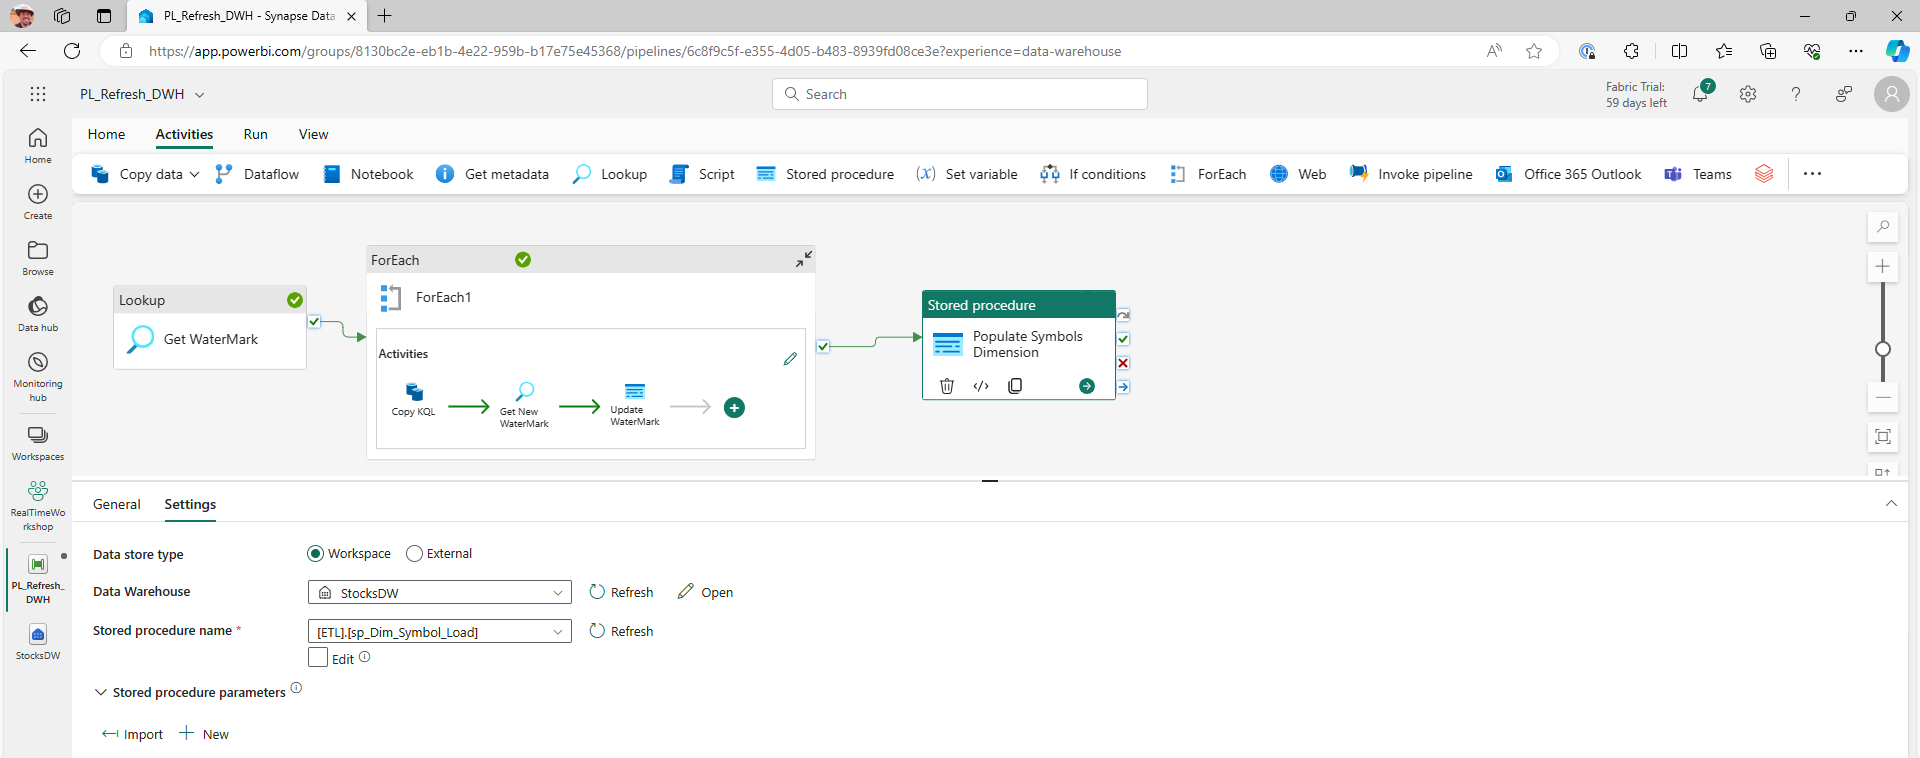 PL_Refresh_DWH - Synapse Data
https://app.powerbi.com/groups/8130bc2e-eb1b-4e22-959b-b17e75e45368/pipelines/6c8f9c5f-e355-4d05-b483-8939fd08ce3e?experience=data-warehouse
PL_Refresh_DWH
Search
Fabric Trial:
59 days left
7
Home Activities Run View
Copy data Dataflow Notebook Get metadata Lookup Script Stored procedure (x) Set variable If conditions ForEach Web Invoke pipeline Office 365 Outlook Teams
Home
Create
Browse
Data hub
Monitoring
hub
Workspaces
RealTimeWo
rkshop
PL_Refresh_
DWH
StocksDW
Lookup
Get WaterMark
ForEach
ForEach1
Activities
Copy KQL
Get New
WaterMark
Update
WaterMark
Stored procedure
Populate Symbols
Dimension
General Settings
Data store type Workspace External
Data Warehouse StocksDW Refresh Open
Stored procedure name * [ETL].[sp_Dim_Symbol_Load] Refresh
Edit
Stored procedure parameters
Import New